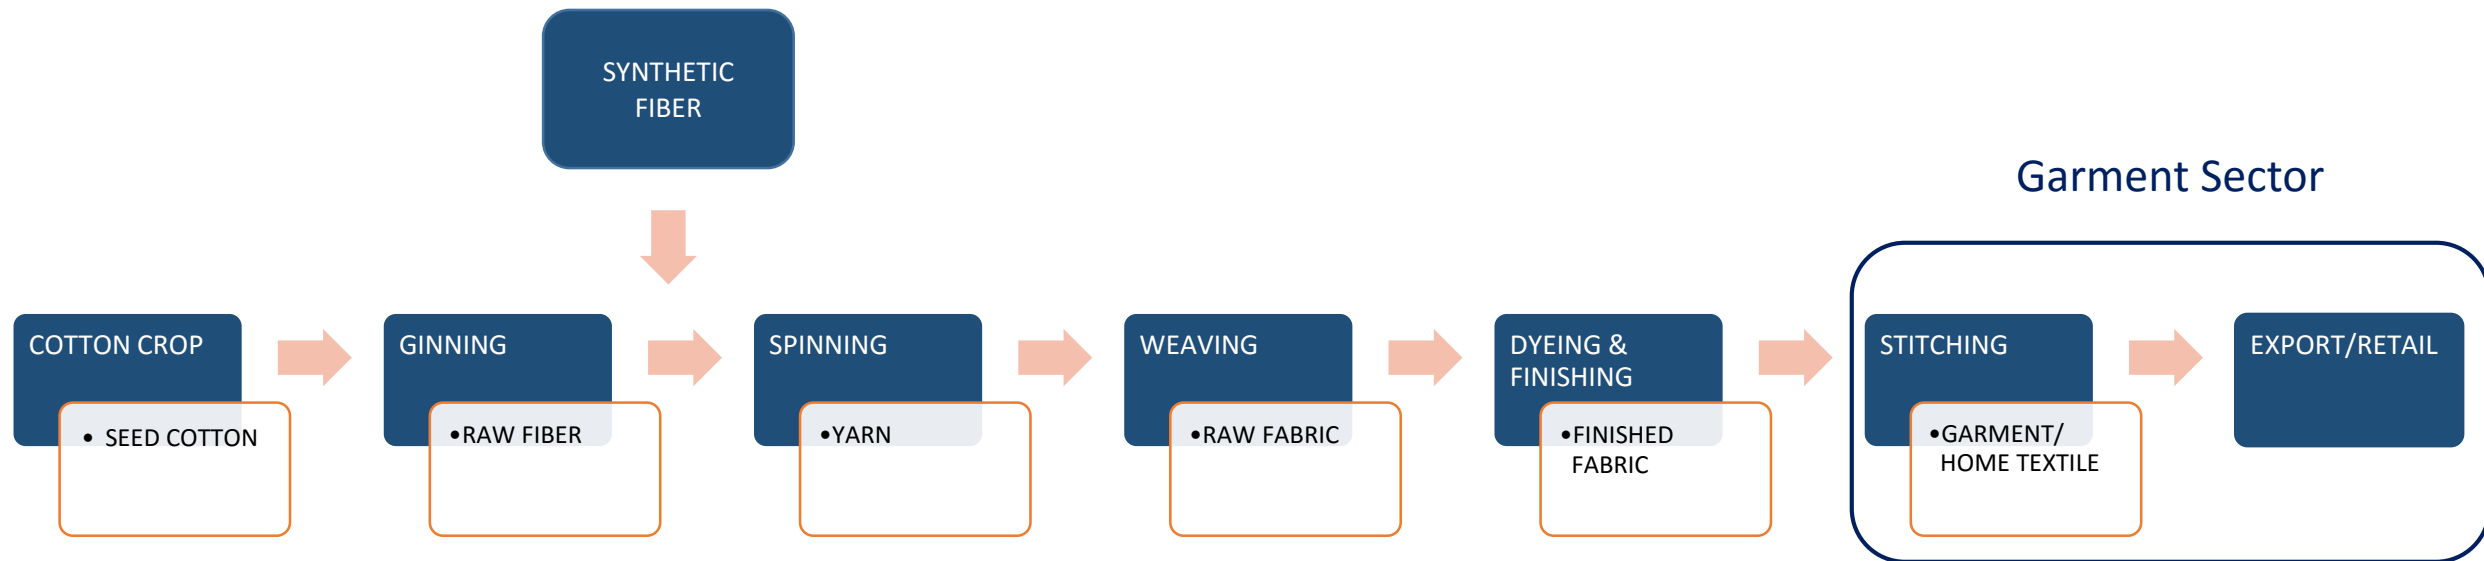 SYNTHETIC
FIBER
Garment Sector
COTTON CROP
• SEED COTTON
GINNING
•RAW FIBER
SPINNING
•YARN
WEAVING
•RAW FABRIC
DYEING &
FINISHING
•FINISHED
FABRIC
STITCHING
•GARMENT/
HOME TEXTILE
EXPORT/RETAIL